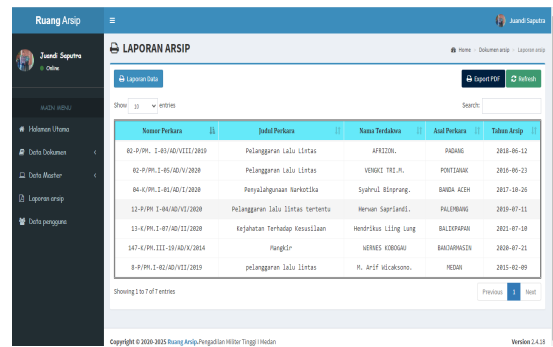 Ruang Arsip
Juandi Saputra
Juandi Saputra
Online
LAPORAN ARSIP
Home > Dokumen arsip > Laporan arsip
Laporan Data
Export PDF
Refresh
MAIN MENU
Show 10 entries
Search:
Halaman Utama
Data Dokumen
Data Master
Laporan arsip
Data pengguna
Nomor Perkara Judul Perkara Nama Terdakwa Asal Perkara Tahun Arsip
02-P/PM. I-03/AD/VIII/2019 Pelanggaran Lalu Lintas AFRIZON. PADANG 2018-06-12
02-P/PM.I-05/AD/V/2020 Pelanggaran Lalu Lintas VENGKI TRI.M. PONTIANAK 2016-06-23
04-K/PM.I-01/AD/I/2020 Penyalahgunaan Narkotika Syahrul Binprang. BANDA ACEH 2017-10-26
12-P/PM I-04/AD/VI/2020 Pelanggaran lalu lintas tertentu Herwan Sapriandi. PALEMBANG 2019-07-11
13-K/PM.I-07/AD/II/2020 Kejahatan Terhadap Kesusilaan Hendrikus Liing Lung BALIKPAPAN 2021-07-10
147-K/PM.III-19/AD/X/2014 Mangkir WERNES KOBOGAU BANJARMASIN 2020-07-21
8-P/PM.I-02/AD/VII/2019 pelanggaran lalu lintas M. Arif Wicaksono. MEDAN 2015-02-09
Showing 1 to 7 of 7 entries
Previous 1 Next
Copyright © 2020-2025 Ruang Arsip.Pengadilan Militer Tinggi I Medan
Version 2.4.18